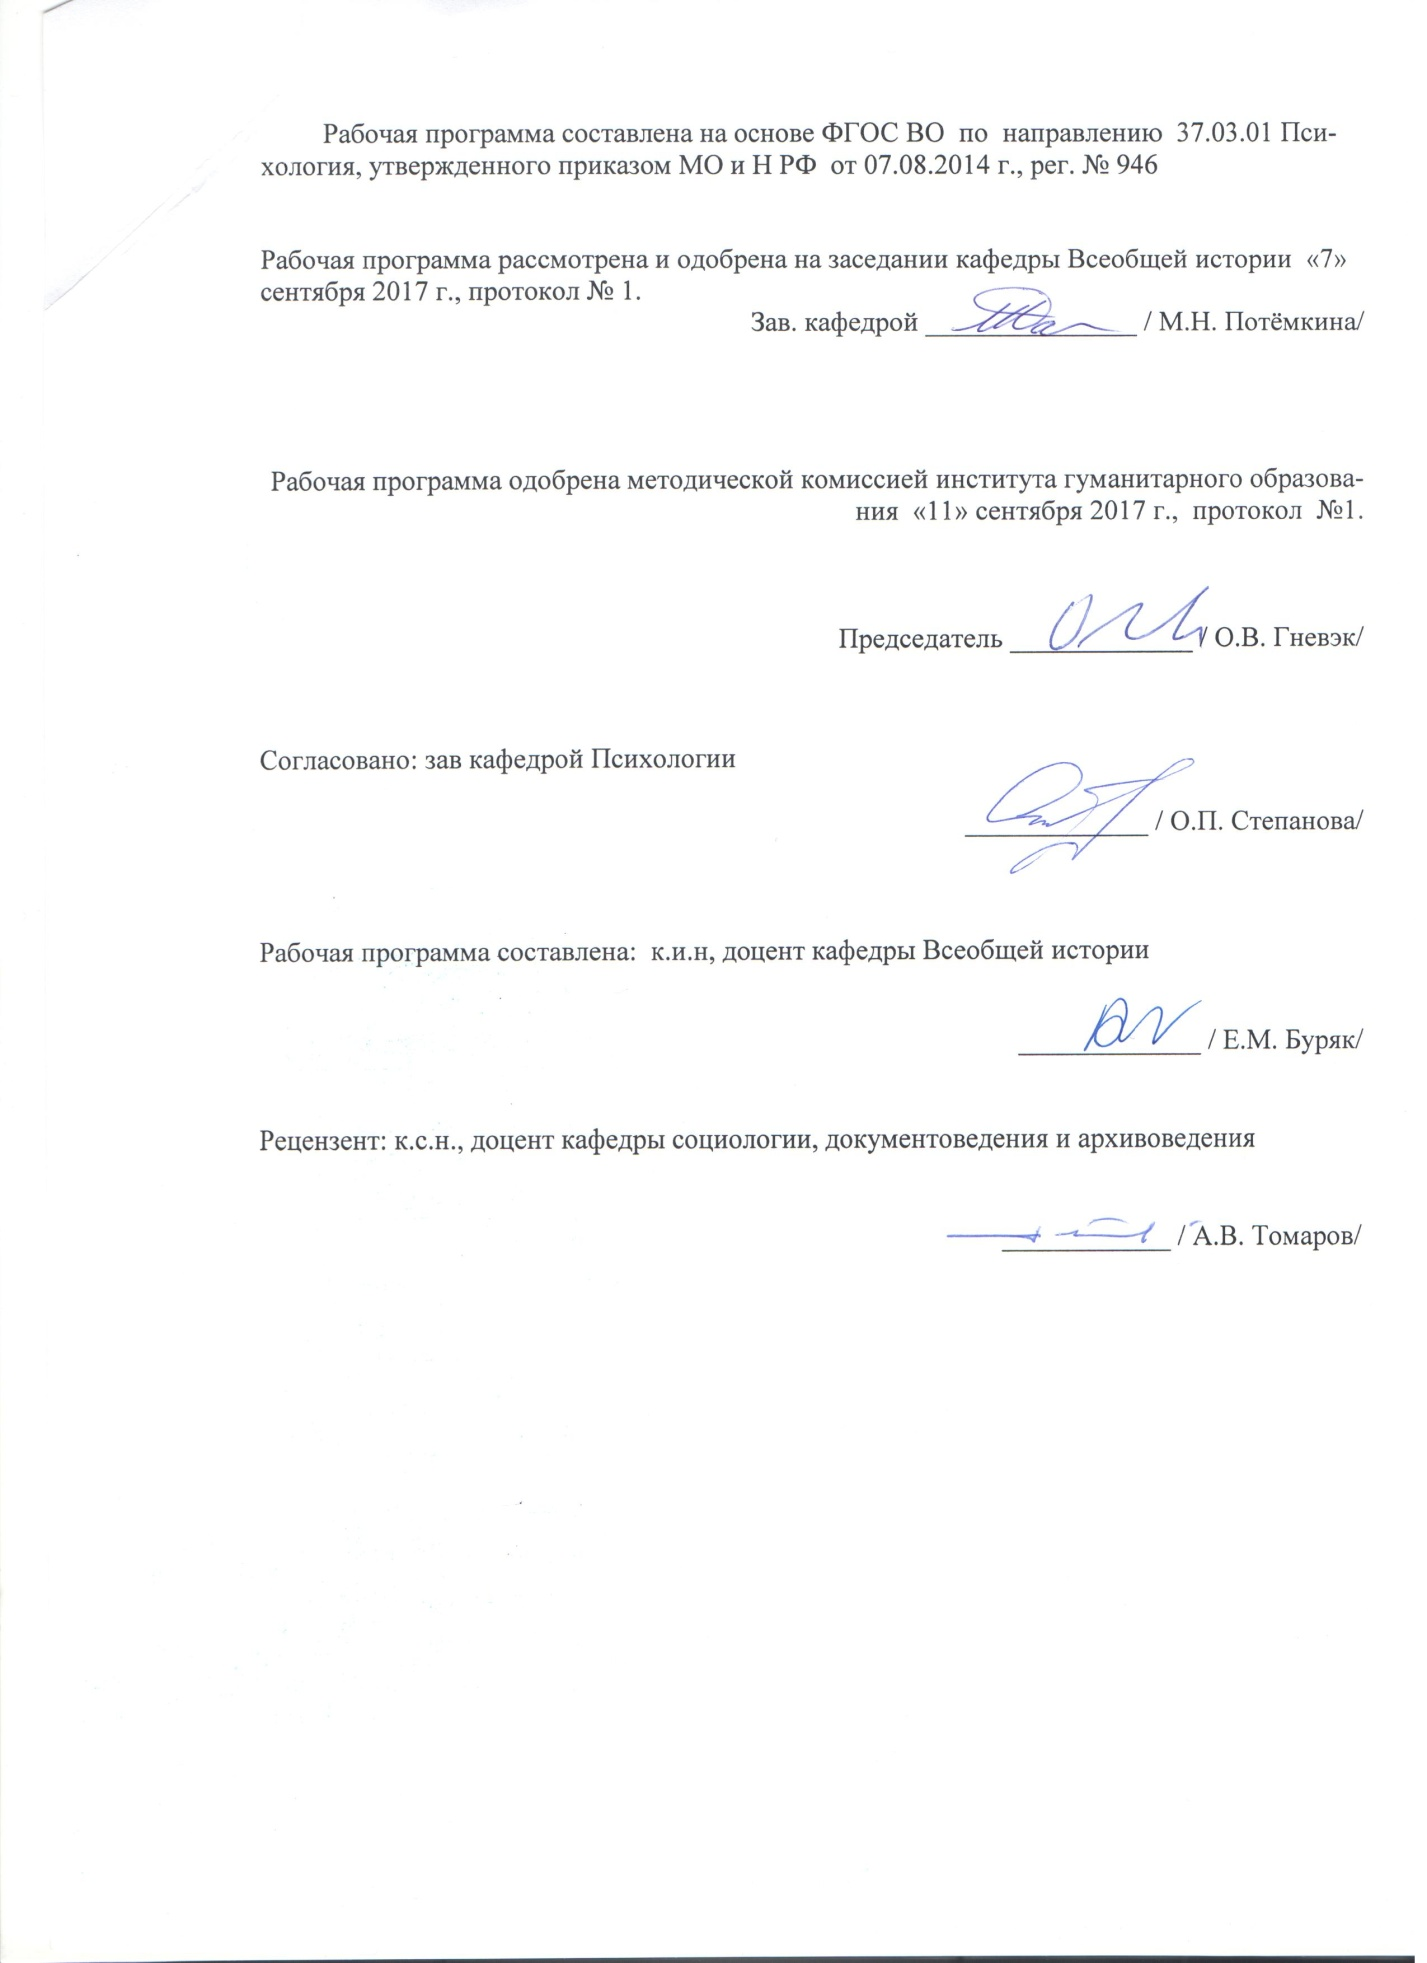 Рабочая программа составлена на основе ФГОС ВО по направлению 37.03.01 Пси-
хология, утвержденного приказом МО и Н РФ от 07.08.2014 г., рег. № 946
Рабочая программа рассмотрена и одобрена на заседании кафедры Всеобщей истории «7»
сентября 2017 г., протокол № 1.
Зав. кафедрой ________________ / М.Н. Потёмкина/
Рабочая программа одобрена методической комиссией института гуманитарного образова-
ния «11» сентября 2017 г., протокол №1.
Председатель ______________/ О.В. Гневэк/
Согласовано: зав кафедрой Психологии
______________ / О.П. Степанова/
Рабочая программа составлена: к.и.н, доцент кафедры Всеобщей истории
______________ / Е.М. Буряк/
Рецензент: к.с.н., доцент кафедры социологии, документоведения и архивоведения
_____________ / А.В. Томаров/